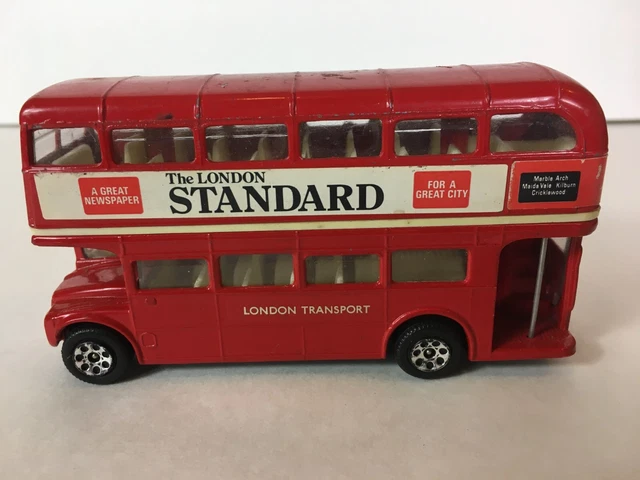 A GREAT
NEWSPAPER
The LONDON
STANDARD
FOR A
GREAT CITY
Marble Arch
Maida Vale Kilburn
Cricklewood
LONDON TRANSPORT